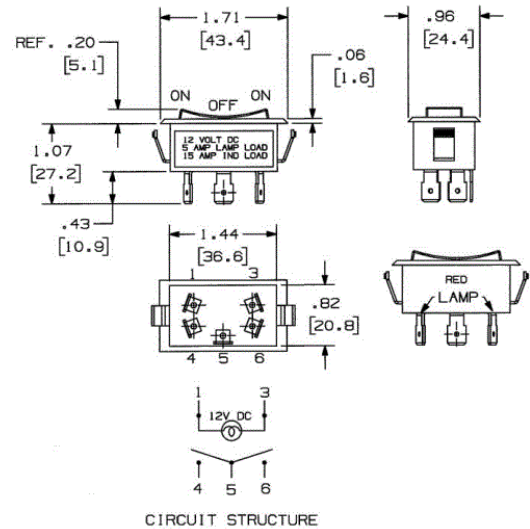 1.71
[43.4]
.96
[24.4]
REF. .20
[5.1]
.06
[1.6]
ON OFF ON
12 VOLT DC
5 AMP LAMP LOAD
15 AMP IND LOAD
1.07
[27.2]
.43
[10.9]
1.44
[36.6]
1 3
.82
[20.8]
4 5 6
RED
LAMP
1 3
12V DC
4 5 6
CIRCUIT STRUCTURE